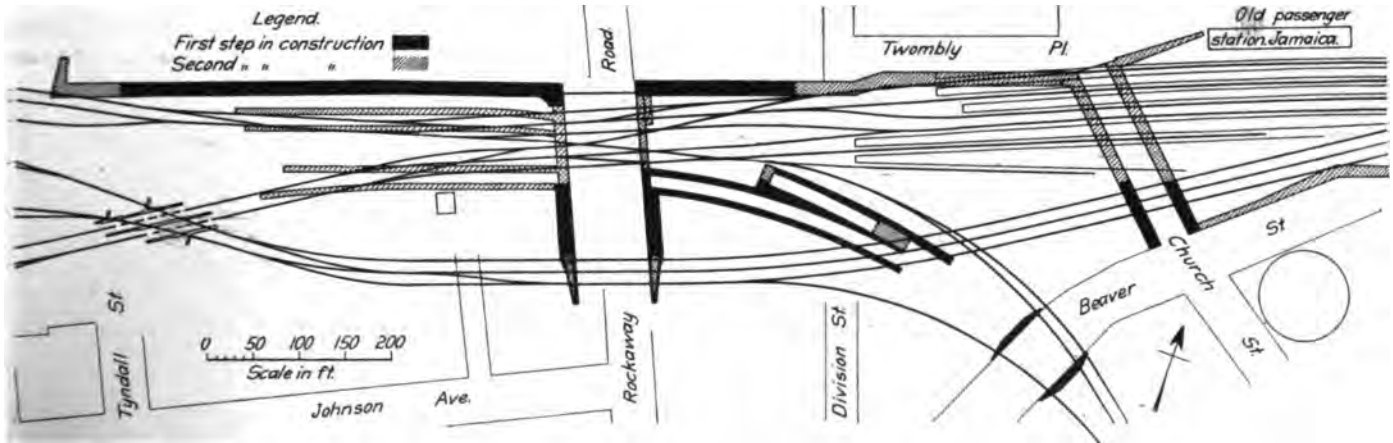 Legend.
First step in construction
Second „ „ „
Road
Twombly Pl.
Old passenger
station. Jamaica.
Tyndall St.
0 50 100 150 200
Scale in ft.
Johnson Ave.
Rockaway
Division St.
Beaver St.
Church St.